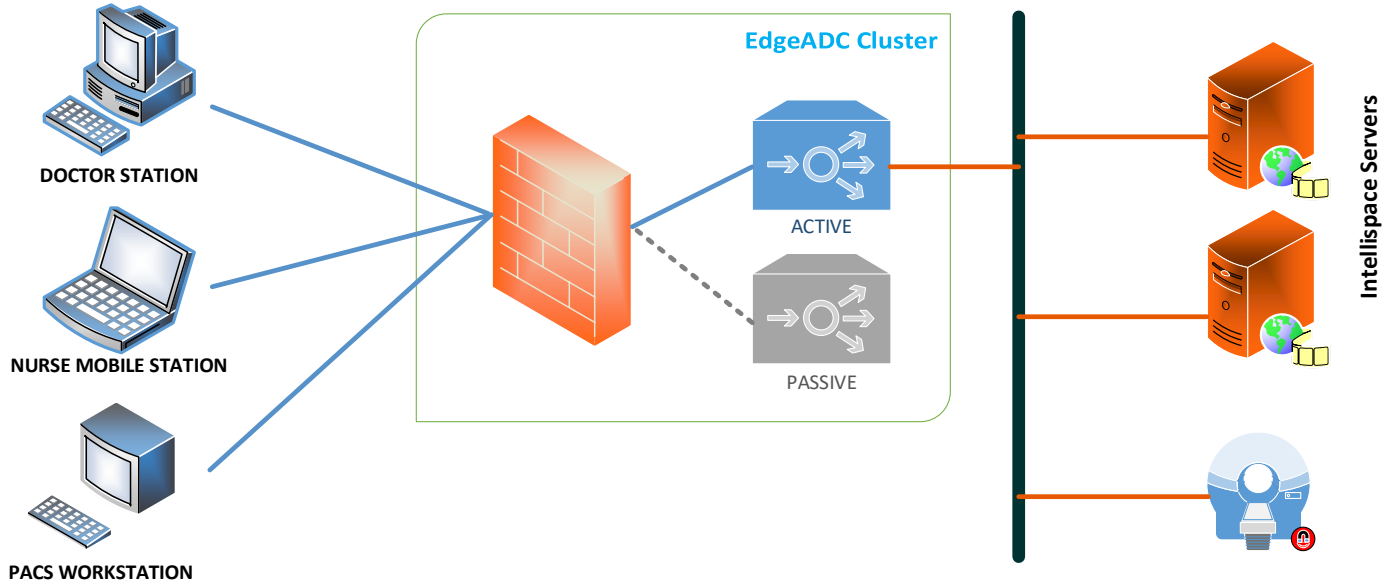 EdgeADC Cluster
DOCTOR STATION
ACTIVE
NURSE MOBILE STATION
PASSIVE
PACS WORKSTATION
Intellispace Servers